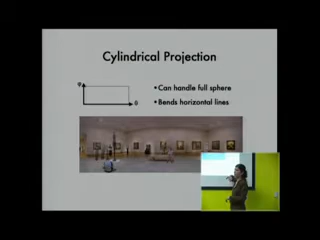 Cylindrical Projection
φ
θ
•Can handle full sphere
•Bends horizontal lines